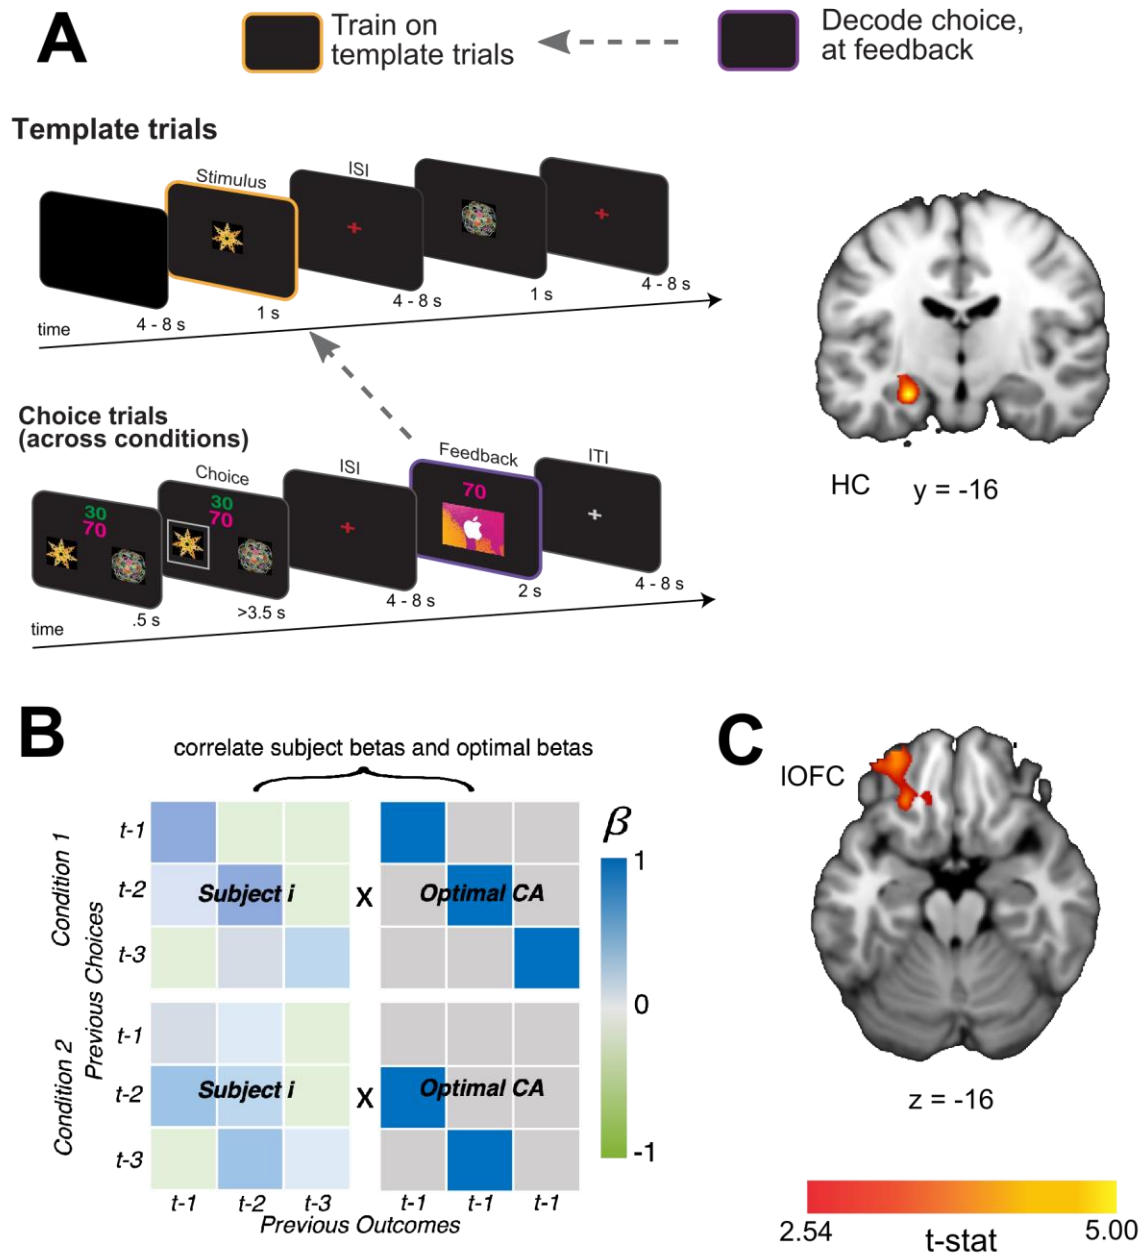 A
Train on
template trials
Decode choice,
at feedback
Template trials
Stimulus
ISI
time
4 - 8 s
1 s
4 - 8 s
1 s
4 - 8 s
Choice trials
(across conditions)
Choice
ISI
Feedback
ITI
30
70
30
70
70
time
.5 s
>3.5 s
4 - 8 s
2 s
4 - 8 s
HC y = -16
B
correlate subject betas and optimal betas
Condition 1
Condition 2
Previous Choices
t-1
t-2
t-3
Subject i
X
Optimal CA
t-1
t-2
t-3
Subject i
X
Optimal CA
t-1 t-2 t-3 t-1 t-1 t-1
Previous Outcomes
β
1
0
-1
C
lOFC
z = -16
2.54 t-stat 5.00